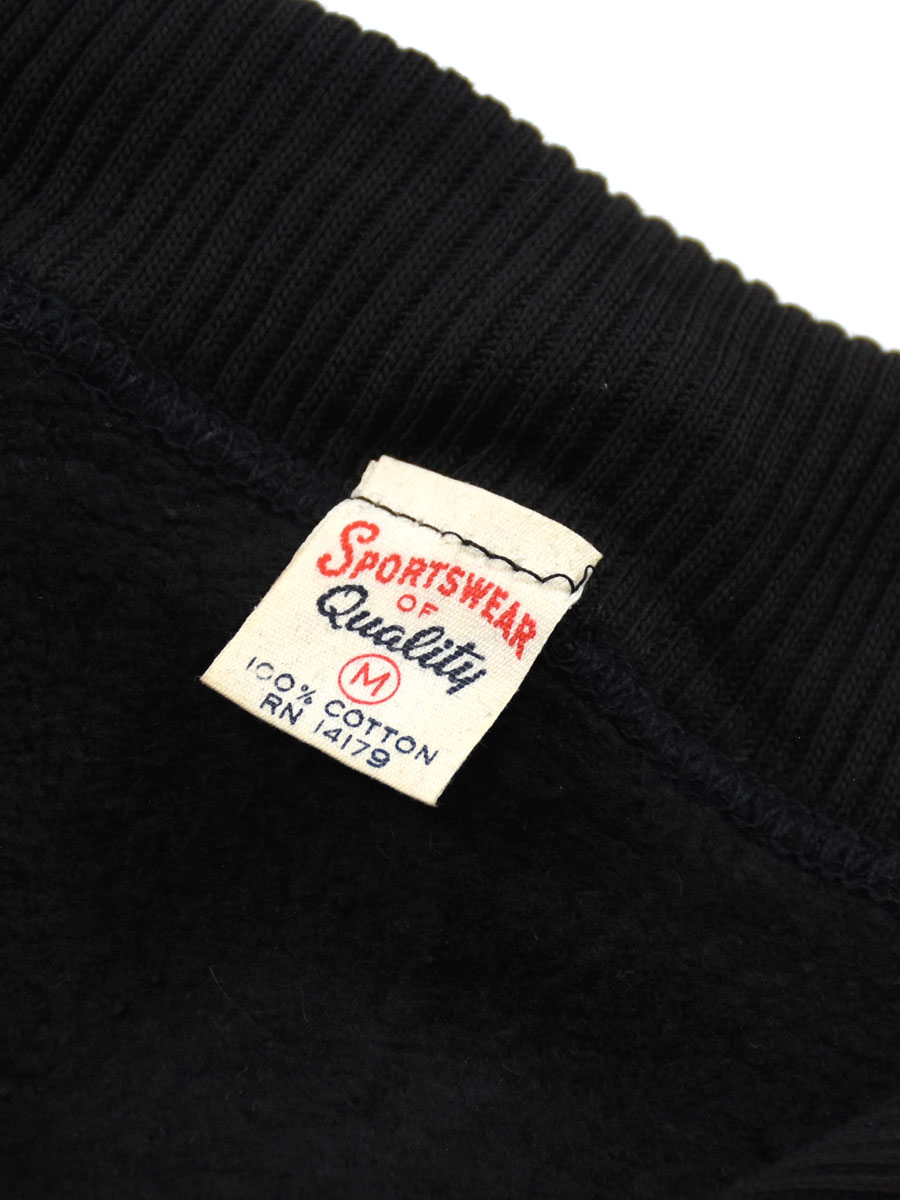 SPORTSWEAR
OF
Quality
M
100% COTTON
RN 14179